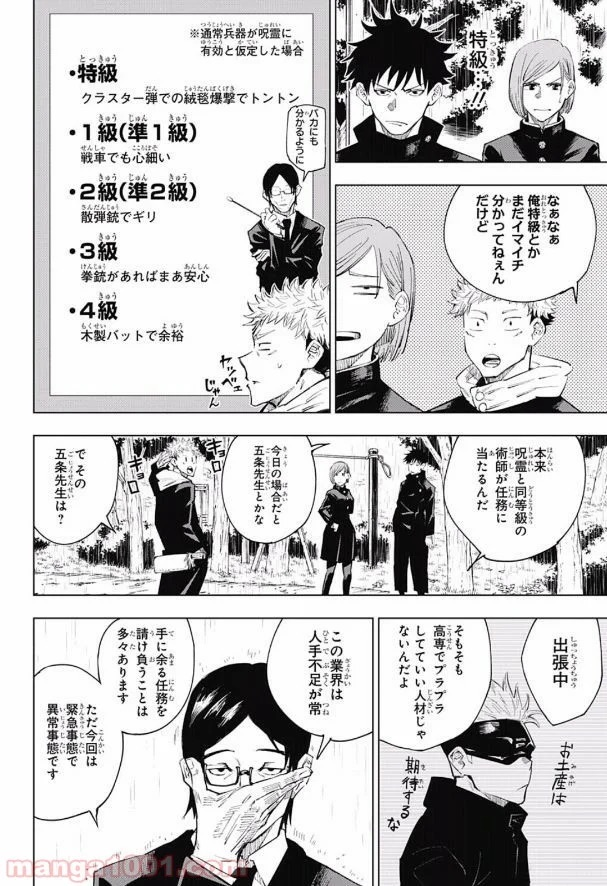 特級
…!!
なぁなぁ
俺特級とか
まだイマイチ
分かってねぇん
だけど
※通常兵器が呪霊に
有効と仮定した場合
・特級
クラスター弾での絨毯爆撃でトントン
・1級(準1級)
戦車でも心細い
・2級(準2級)
散弾銃でギリ
・3級
拳銃があればまあ安心
・4級
木製バットで余裕
バカにも
分かるように
ヤッベェ
じゃん
本来
呪霊と同等級の
術師が任務に
当たるんだ
今日の場合だと
五条先生とかな
キョロ
キョロ
で その
五条先生は?
出張中
そもそも
高専でプラプラ
してていい人材じゃ
ないんだよ
お土産は
期待するな
この業界は
人手不足が常
手に余る任務を
請け負うことは
多々あります
ただ今回は
緊急事態で
異常事態です
manga1001.com